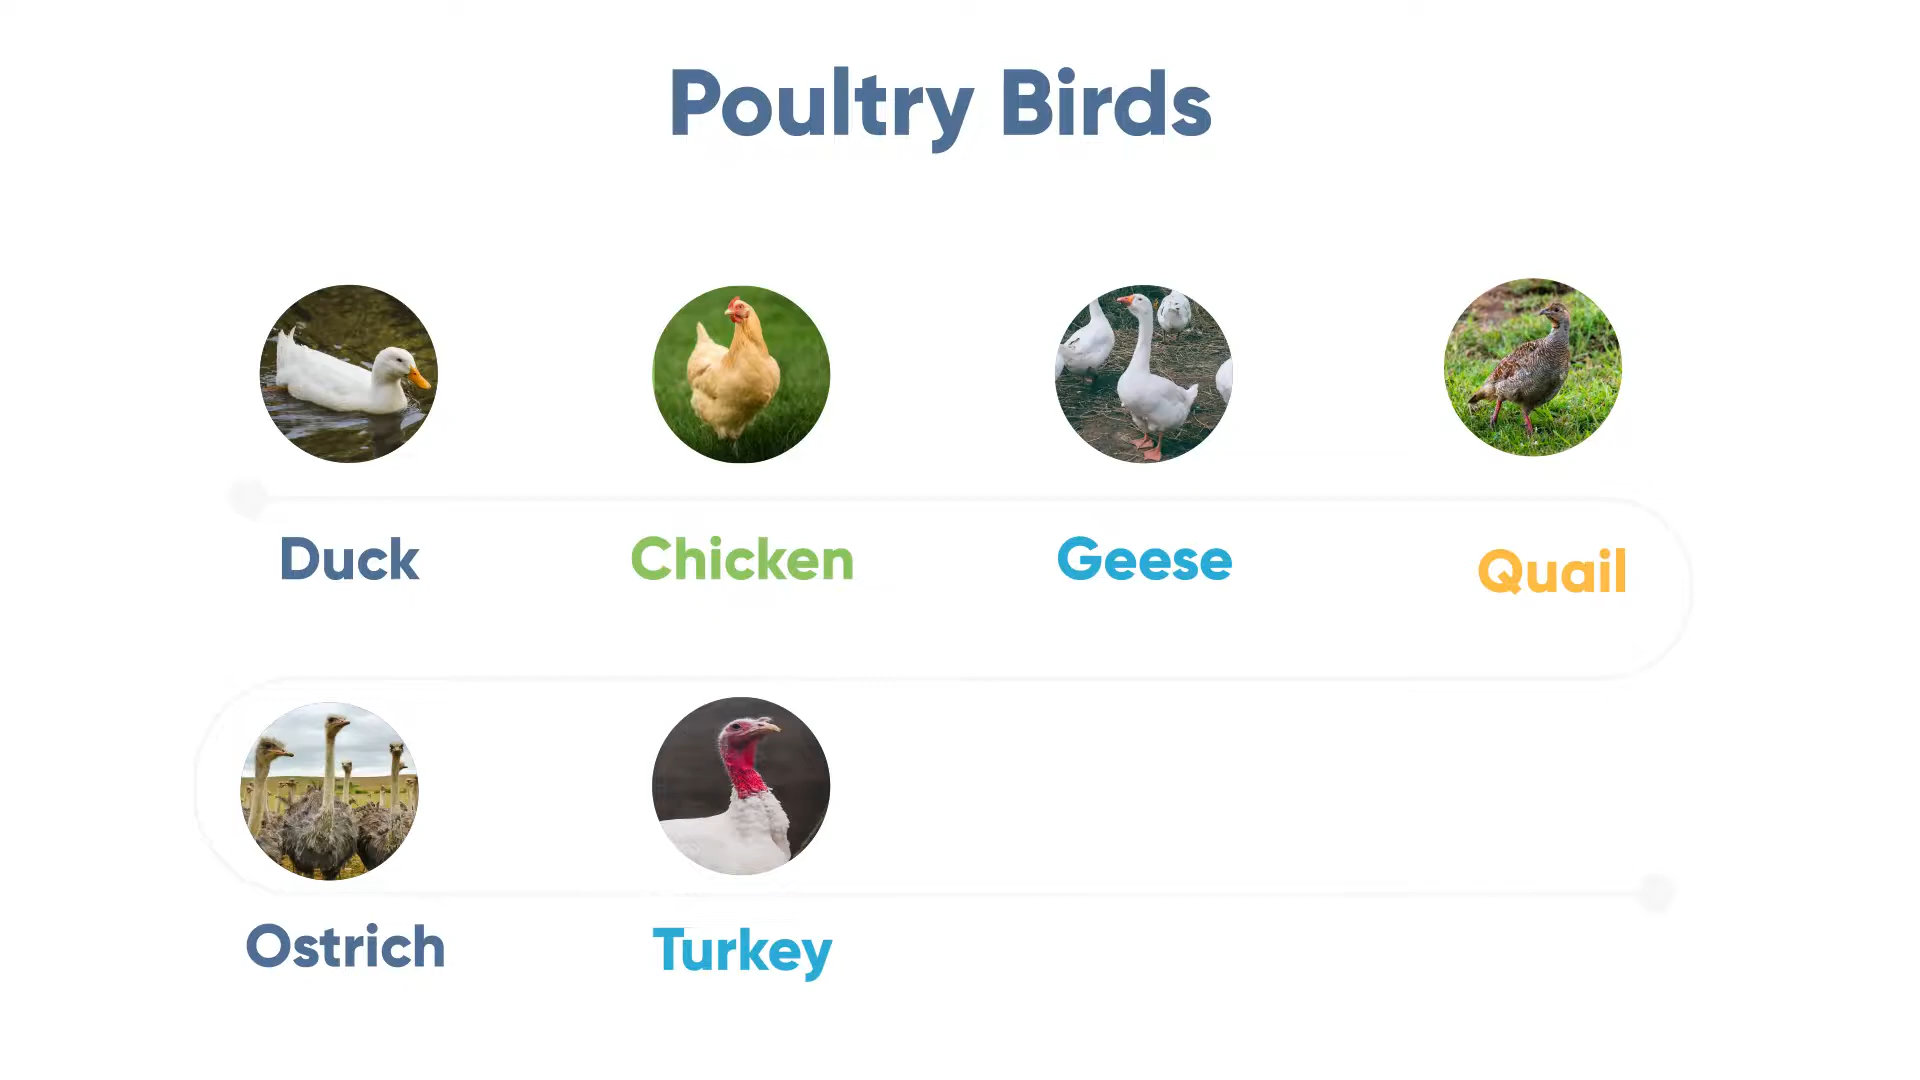 Poultry Birds
Duck
Chicken
Geese
Quail
Ostrich
Turkey